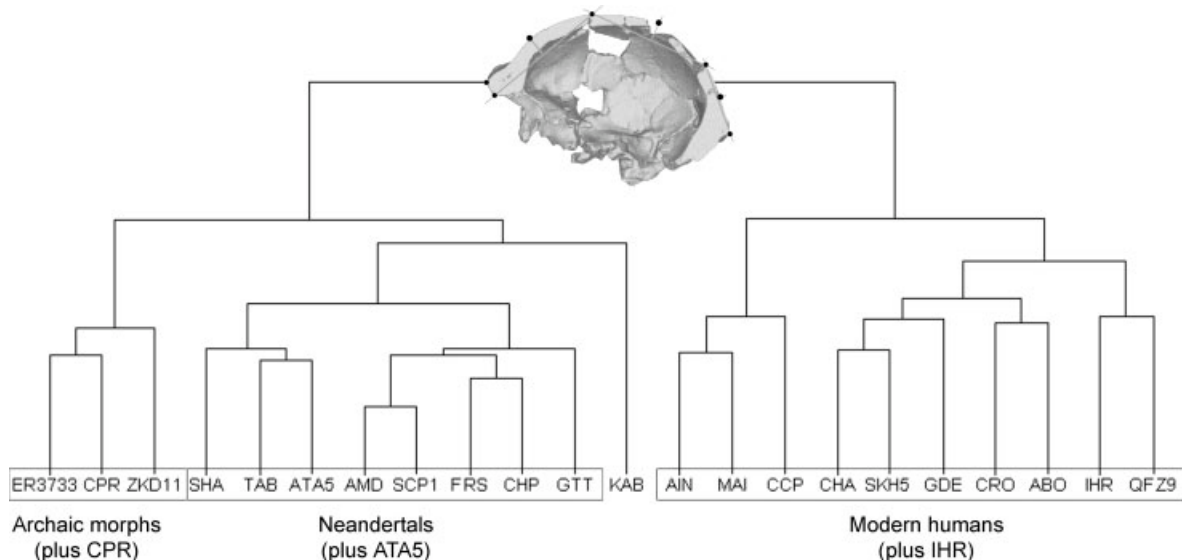 ER3733 CPR ZKD11 SHA TAB ATA5 AMD SCP1 FRS CHP GTT KAB AIN MAI CCP CHA SKH5 GDE CRO ABO IHR QFZ9
Archaic morphs
(plus CPR)
Neandertals
(plus ATA5)
Modern humans
(plus IHR)